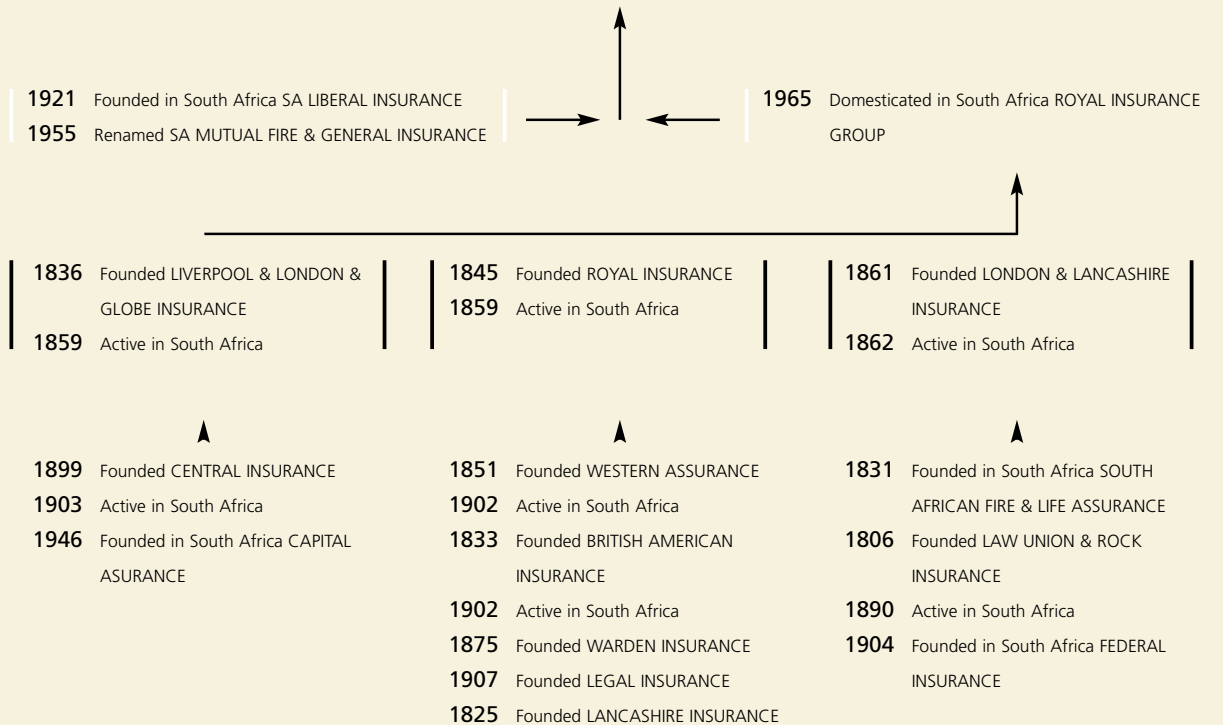 1921 Founded in South Africa SA LIBERAL INSURANCE
1955 Renamed SA MUTUAL FIRE & GENERAL INSURANCE
1965 Domesticated in South Africa ROYAL INSURANCE
GROUP
1836 Founded LIVERPOOL & LONDON &
GLOBE INSURANCE
1859 Active in South Africa
1845 Founded ROYAL INSURANCE
1859 Active in South Africa
1861 Founded LONDON & LANCASHIRE
INSURANCE
1862 Active in South Africa
1899 Founded CENTRAL INSURANCE
1903 Active in South Africa
1946 Founded in South Africa CAPITAL
ASURANCE
1851 Founded WESTERN ASSURANCE
1902 Active in South Africa
1833 Founded BRITISH AMERICAN
INSURANCE
1902 Active in South Africa
1875 Founded WARDEN INSURANCE
1907 Founded LEGAL INSURANCE
1825 Founded LANCASHIRE INSURANCE
1831 Founded in South Africa SOUTH
AFRICAN FIRE & LIFE ASSURANCE
1806 Founded LAW UNION & ROCK
INSURANCE
1890 Active in South Africa
1904 Founded in South Africa FEDERAL
INSURANCE